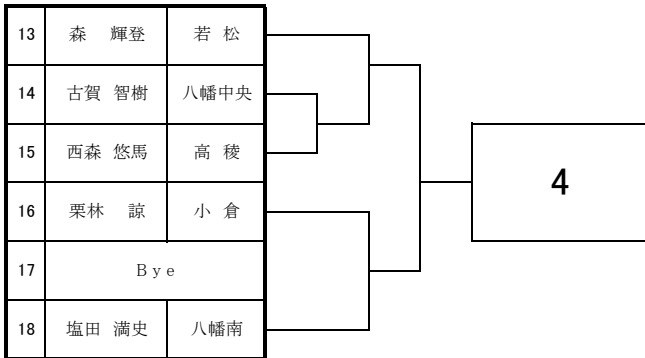 13 森 輝登 若 松
14 古賀 智樹 八幡中央
15 西森 悠馬 高 稜
16 栗林 諒 小 倉
17 Bye
18 塩田 満史 八幡南
4